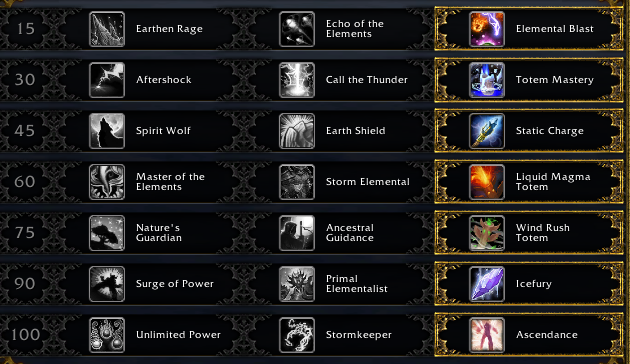 15 Earthen Rage Echo of the Elements Elemental Blast
30 Aftershock Call the Thunder Totem Mastery
45 Spirit Wolf Earth Shield Static Charge
60 Master of the Elements Storm Elemental Liquid Magma Totem
75 Nature's Guardian Ancestral Guidance Wind Rush Totem
90 Surge of Power Primal Elementalist Icefury
100 Unlimited Power Stormkeeper Ascendance